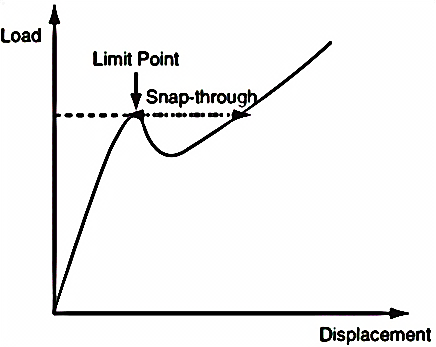 Load
Limit Point
Snap-through
Displacement